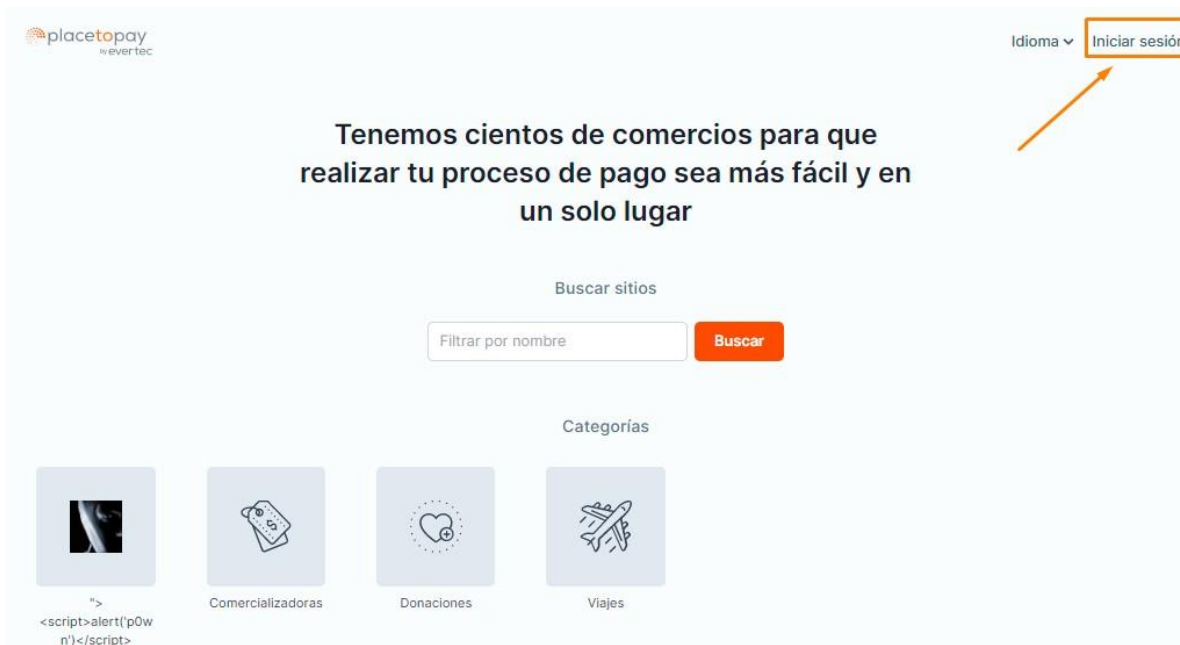 placetopay
by evertec
Idioma
Iniciar sesión
Tenemos cientos de comercios para que
realizar tu proceso de pago sea más fácil y en
un solo lugar
Buscar sitios
Filtrar por nombre
Buscar
Categorías
">
<script>alert('p0w
n')</script>
Comercializadoras
Donaciones
Viajes